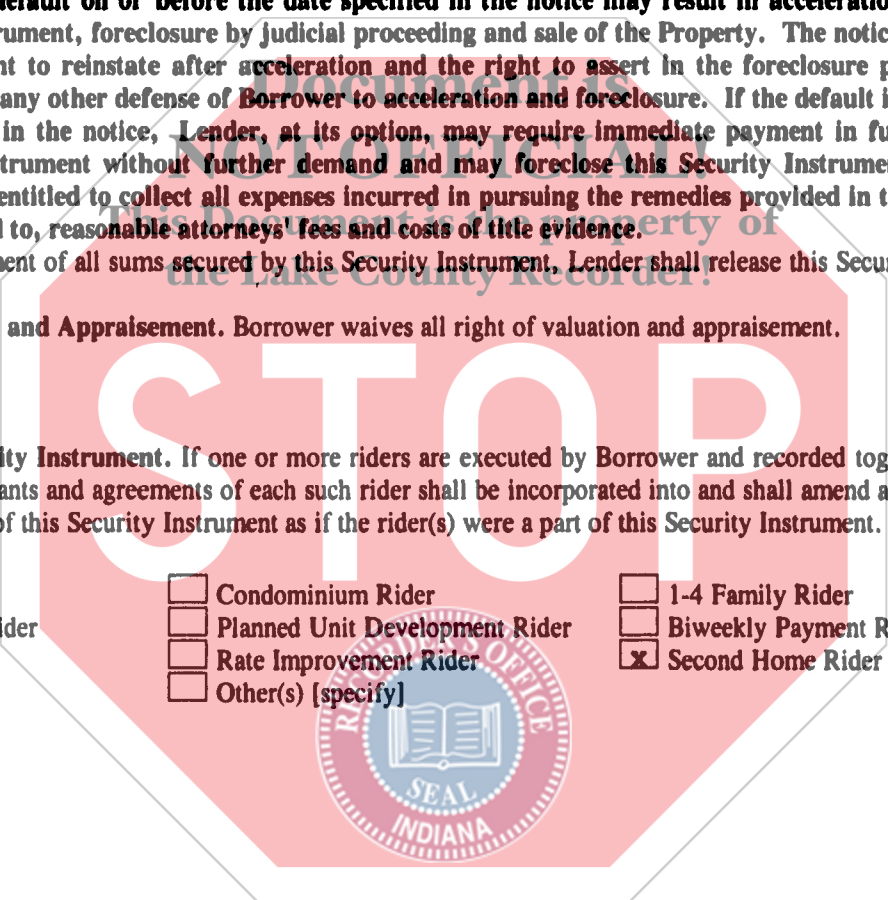 default on or before the date specified in the notice may result in acceleration
rument, foreclosure by judicial proceeding and sale of the Property. The notic
nt to reinstate after acceleration and the right to assert in the foreclosure p
any other defense of Borrower to acceleration and foreclosure. If the default i
in the notice, Lender, at its option, may require immediate payment in fu
trument without further demand and may foreclose this Security Instrume
entitled to collect all expenses incurred in pursuing the remedies provided in t
l to, reasonable attorneys' fees and costs of title evidence.
nent of all sums secured by this Security Instrument, Lender shall release this Secur
and Appraisement. Borrower waives all right of valuation and appraisement.
ity Instrument. If one or more riders are executed by Borrower and recorded tog
ants and agreements of each such rider shall be incorporated into and shall amend a
of this Security Instrument as if the rider(s) were a part of this Security Instrument.
Condominium Rider
1-4 Family Rider
ider
Planned Unit Development Rider
Biweekly Payment R
Rate Improvement Rider
x Second Home Rider
Other(s) [specify]
Document is
NOT OFFICIAL!
This Document is the property of
the Lake County Recorder!
STOP
RECORDER'S OFFICE
SEAL
INDIANA